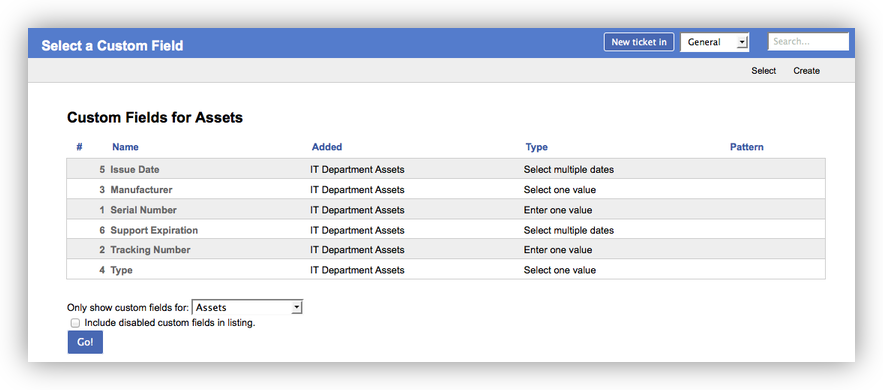 Select a Custom Field New ticket in General Search...
Select Create
Custom Fields for Assets
# Name Added Type Pattern
5 Issue Date IT Department Assets Select multiple dates
3 Manufacturer IT Department Assets Select one value
1 Serial Number IT Department Assets Enter one value
6 Support Expiration IT Department Assets Select multiple dates
2 Tracking Number IT Department Assets Enter one value
4 Type IT Department Assets Select one value
Only show custom fields for: Assets
Include disabled custom fields in listing.
Go!